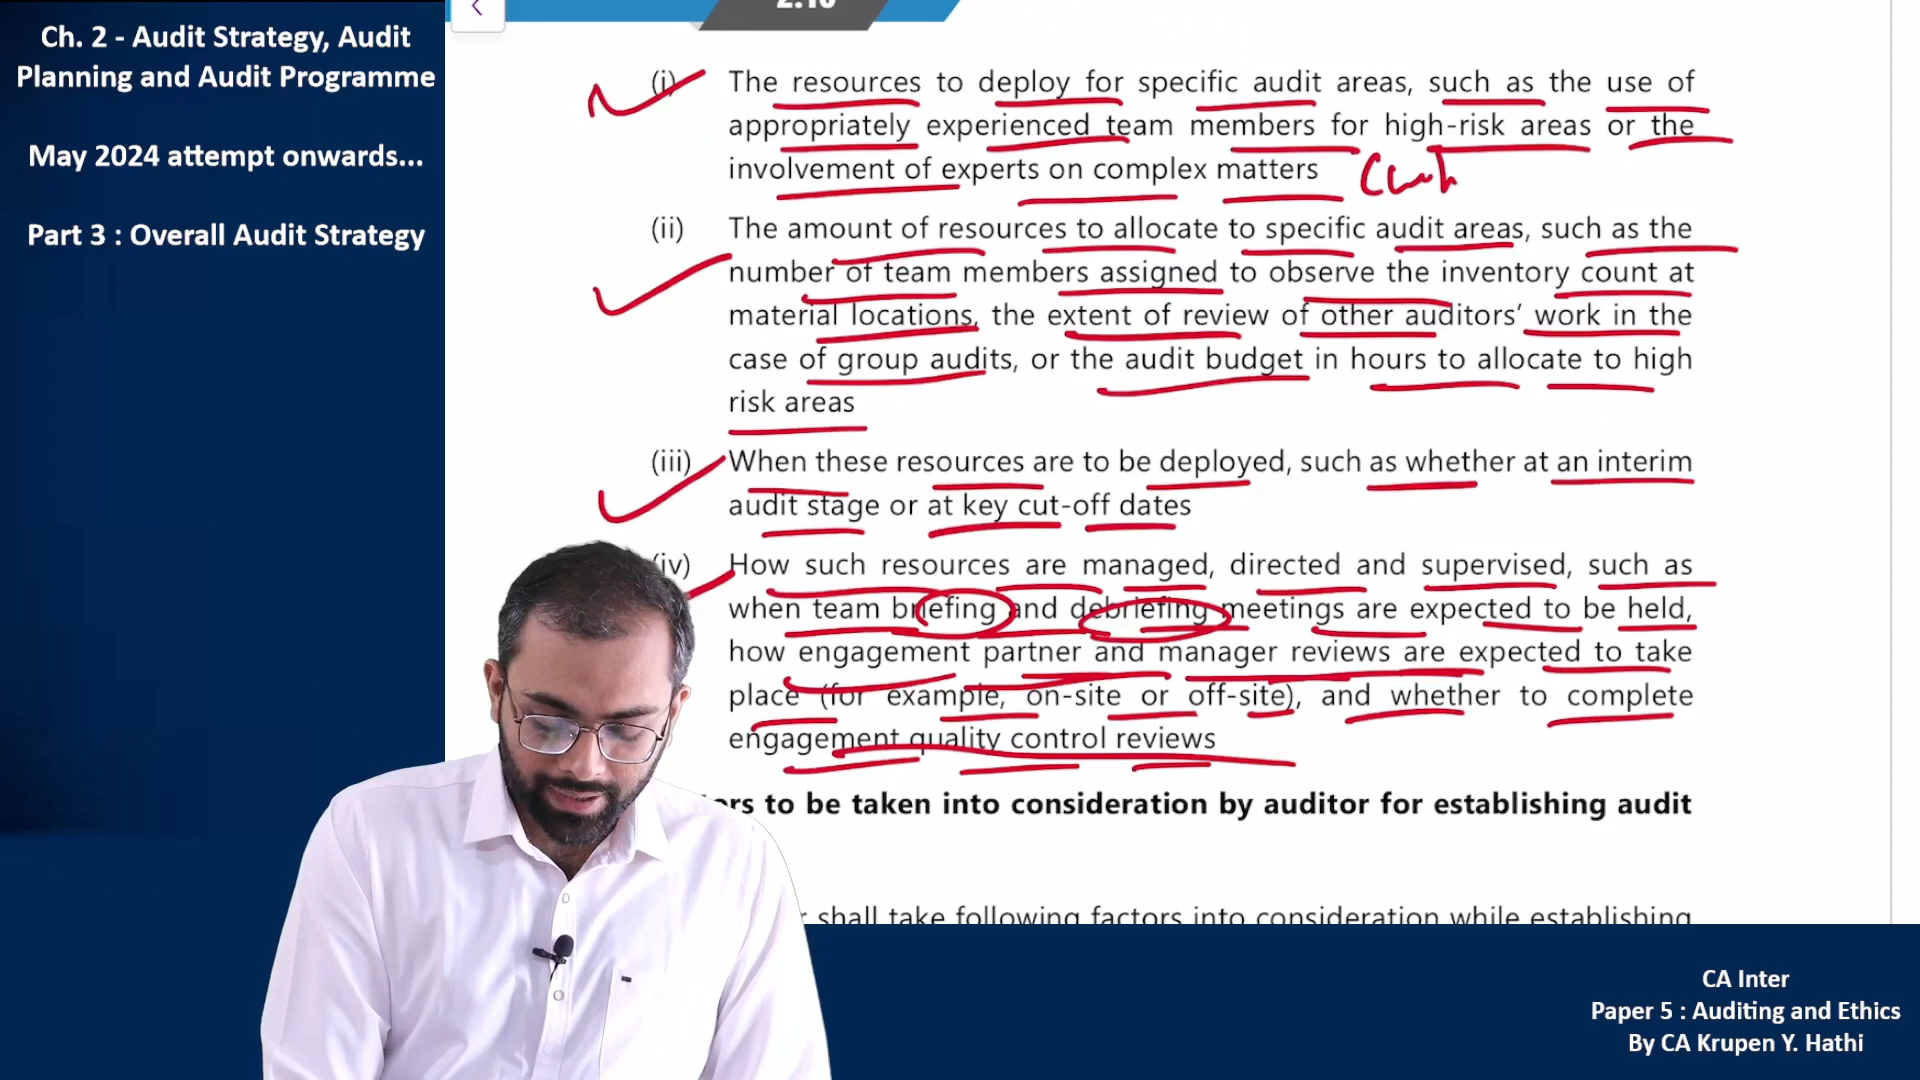 Ch. 2 - Audit Strategy, Audit
Planning and Audit Programme
May 2024 attempt onwards...
Part 3 : Overall Audit Strategy
(i) The resources to deploy for specific audit areas, such as the use of
appropriately experienced team members for high-risk areas or the
involvement of experts on complex matters
(ii) The amount of resources to allocate to specific audit areas, such as the
number of team members assigned to observe the inventory count at
material locations, the extent of review of other auditors’ work in the
case of group audits, or the audit budget in hours to allocate to high
risk areas
(iii) When these resources are to be deployed, such as whether at an interim
audit stage or at key cut-off dates
(iv) How such resources are managed, directed and supervised, such as
when team briefing and debriefing meetings are expected to be held,
how engagement partner and manager reviews are expected to take
place (for example, on-site or off-site), and whether to complete
engagement quality control reviews
to be taken into consideration by auditor for establishing audit
shall take following factors into consideration while establishing
CA Inter
Paper 5 : Auditing and Ethics
By CA Krupen Y. Hathi